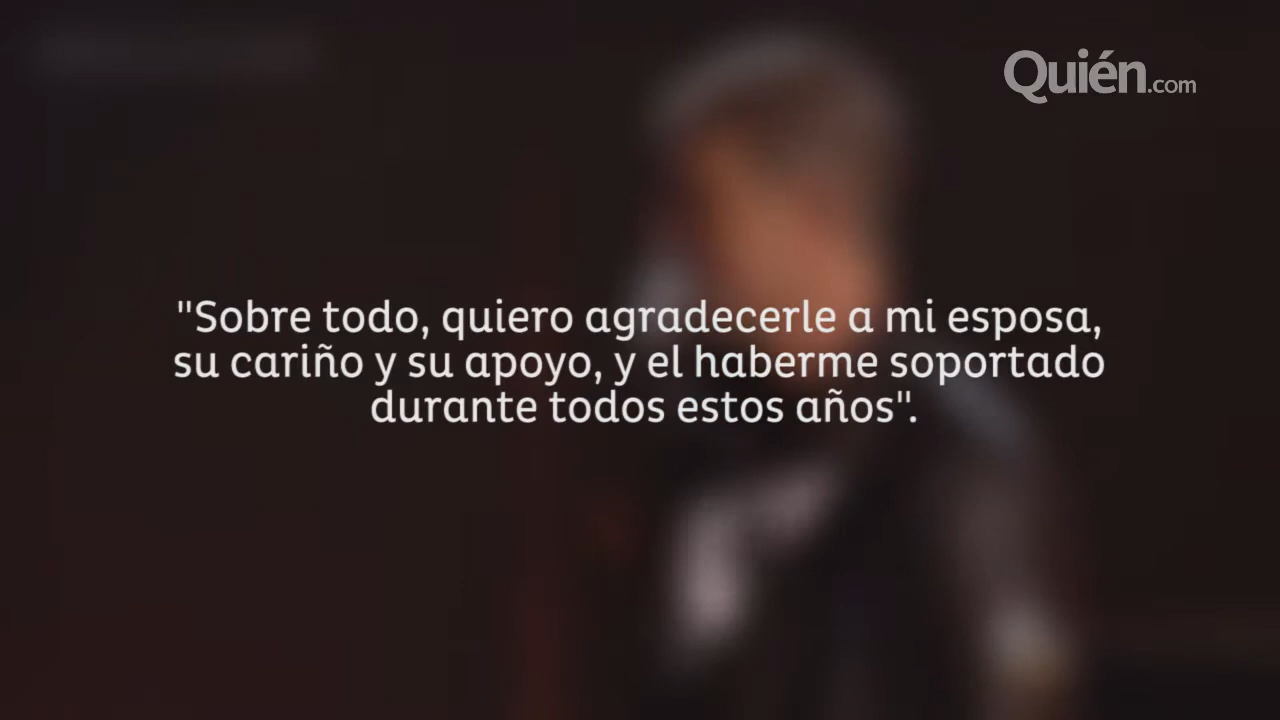 Quién.com
"Sobre todo, quiero agradecerle a mi esposa,
su cariño y su apoyo, y el haberme soportado
durante todos estos años".